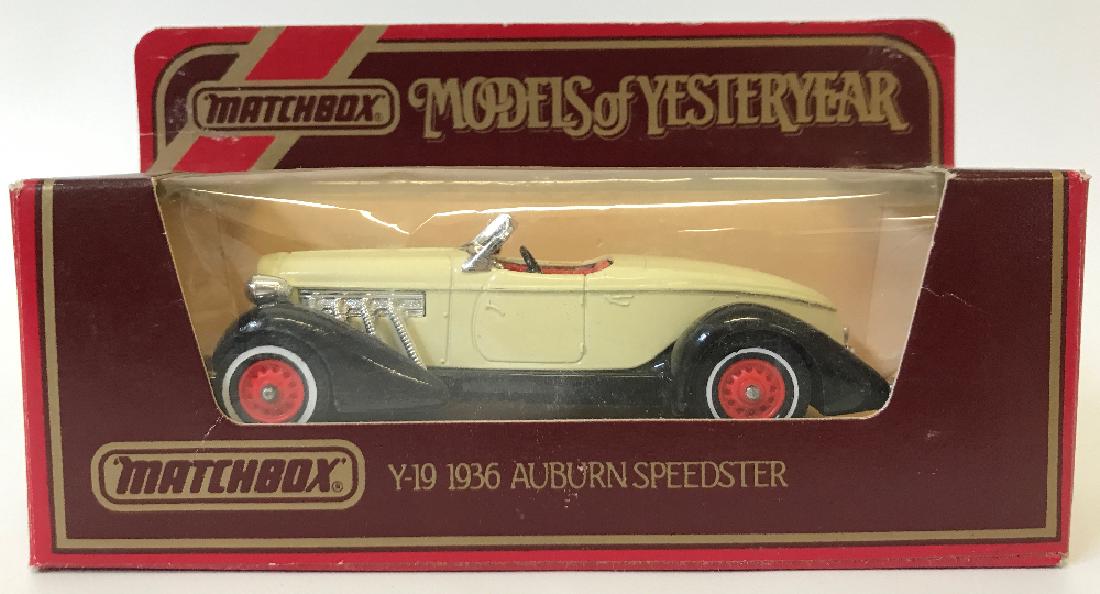 MATCHBOX ® MODELS of YESTERYEAR
MATCHBOX ® Y-19 1936 AUBURN SPEEDSTER